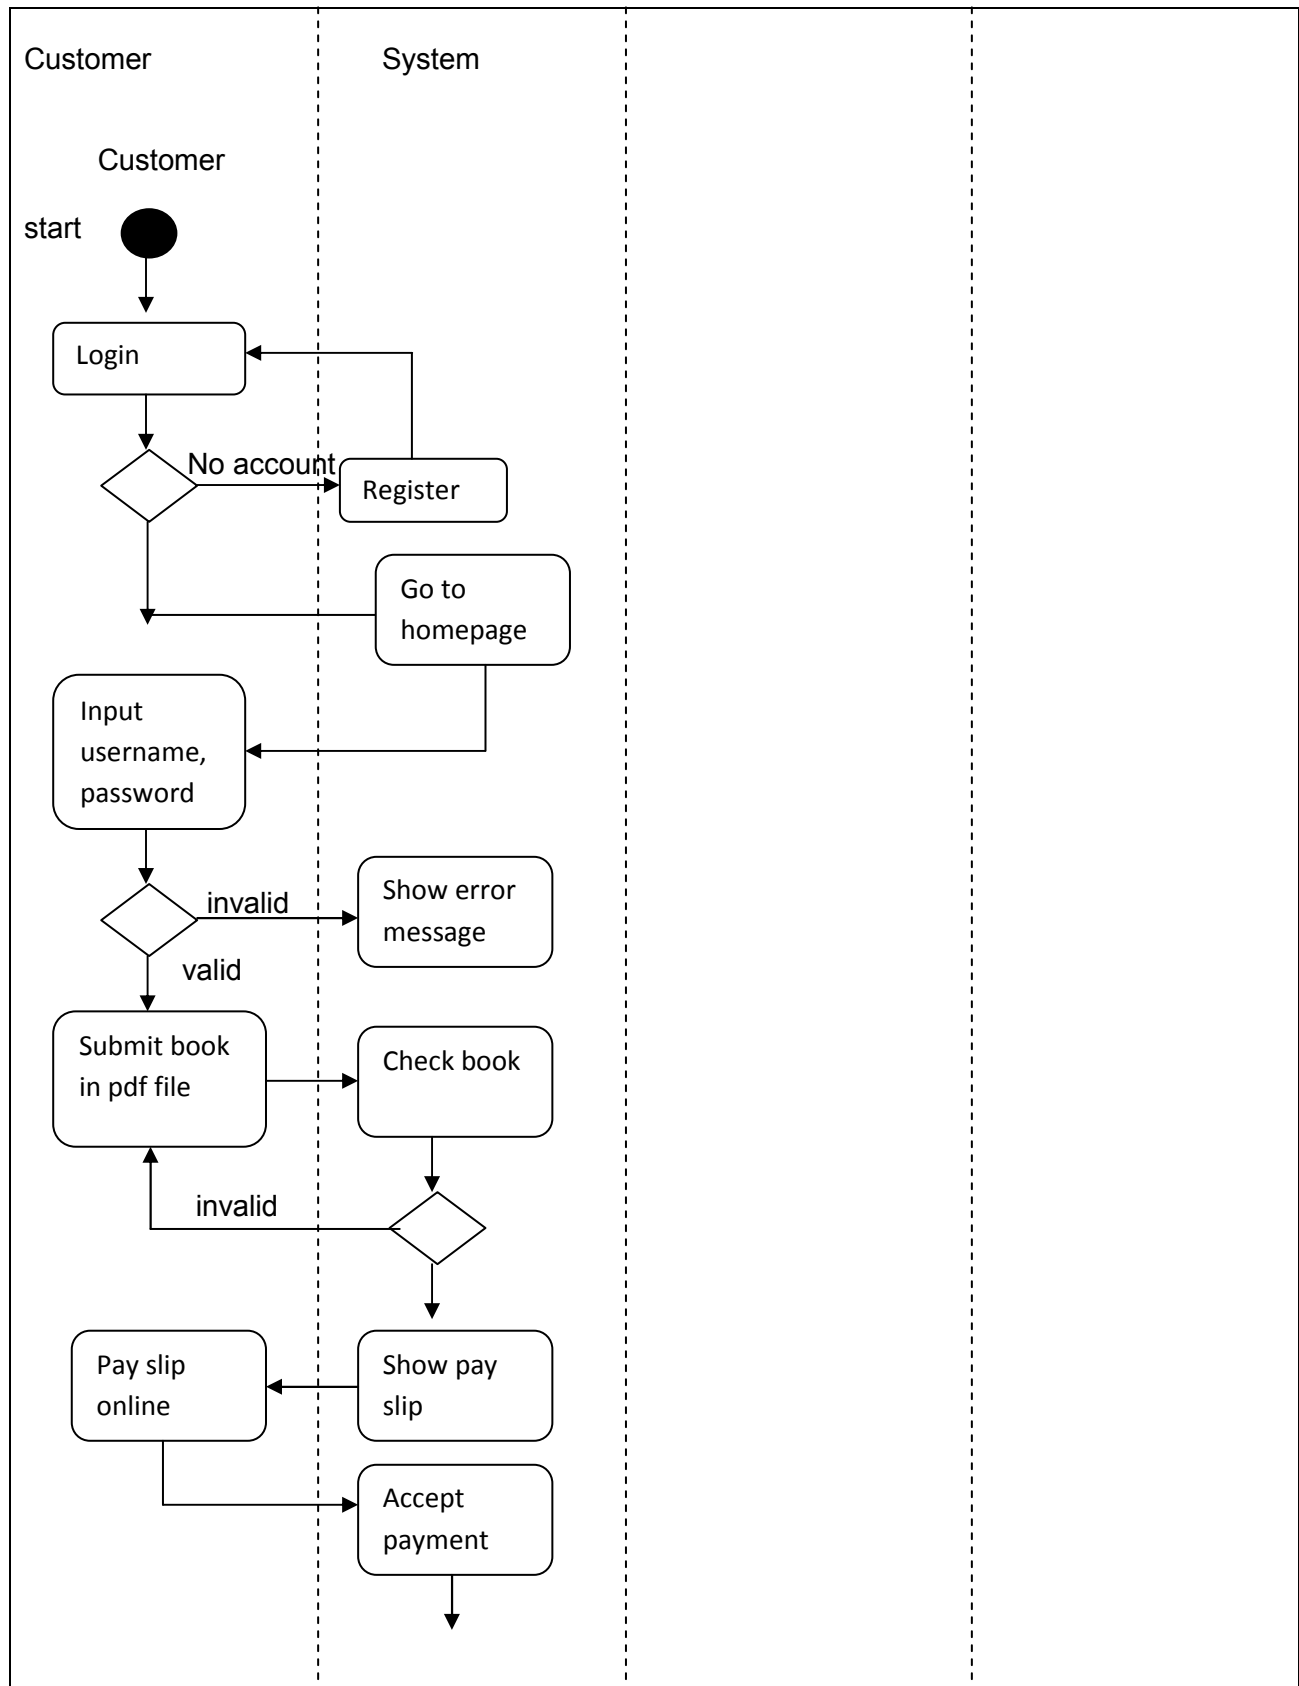 Customer
System
Customer
start
Login
No account
Register
Go to
homepage
Input
username,
password
invalid
Show error
message
valid
Submit book
in pdf file
Check book
invalid
Pay slip
online
Show pay
slip
Accept
payment